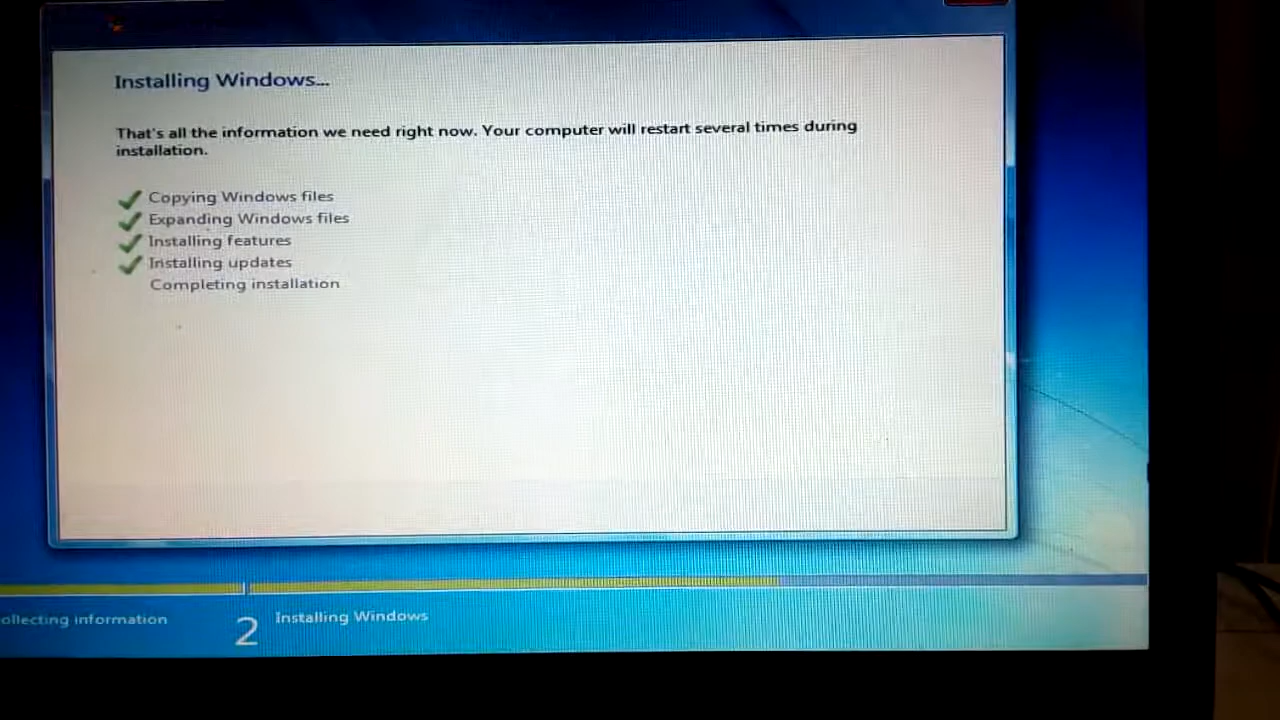 Installing Windows...
That's all the information we need right now. Your computer will restart several times during
installation.
Copying Windows files
Expanding Windows files
Installing features
Installing updates
Completing installation
ollecting information
2
Installing Windows